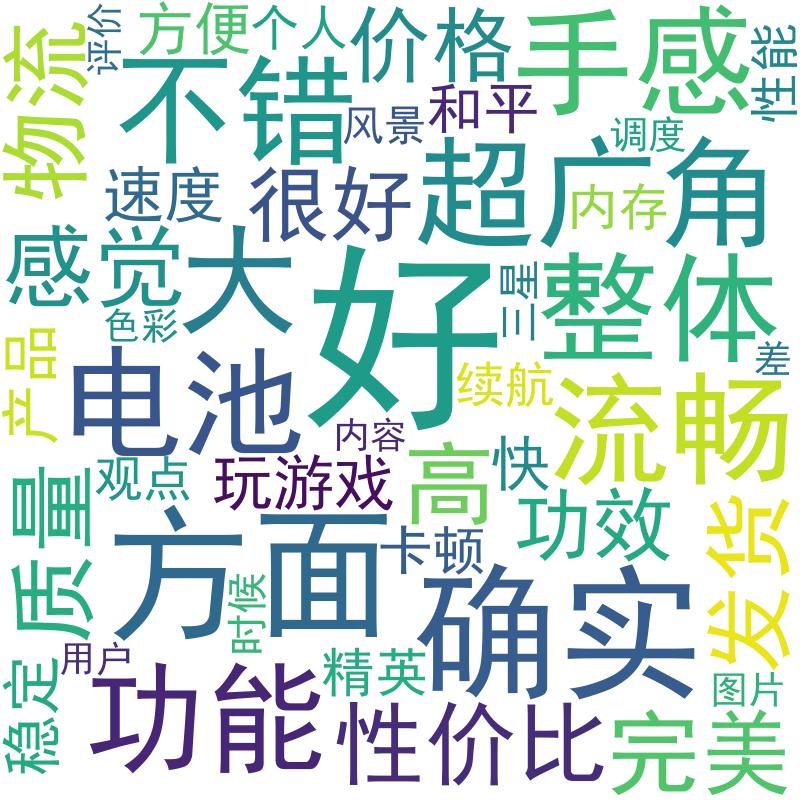 物流
评价
方便
个人
价格
手感
性能
不错
风景
和平
调度
速度
很好
超广角
内存
感觉
大
好
三星
整体
色彩
产品
差
电池
续航
流畅
内容
观点
玩游戏
高
快
质量
方面
卡顿
功效
发货
时候
确实
用户
稳定
功能
精英
性价比
完美
图片